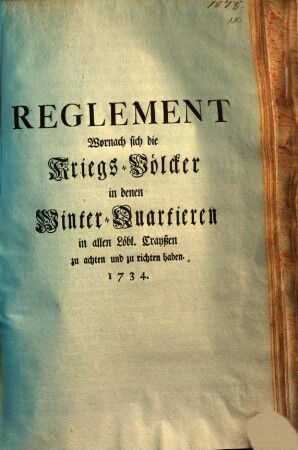 REGLEMENT
Wornach sich die
Kriegs-Völcker
in denen
Winter-Quartieren
in allen Löbl. Crayßen
zu achten und zu richten haben.
1734.